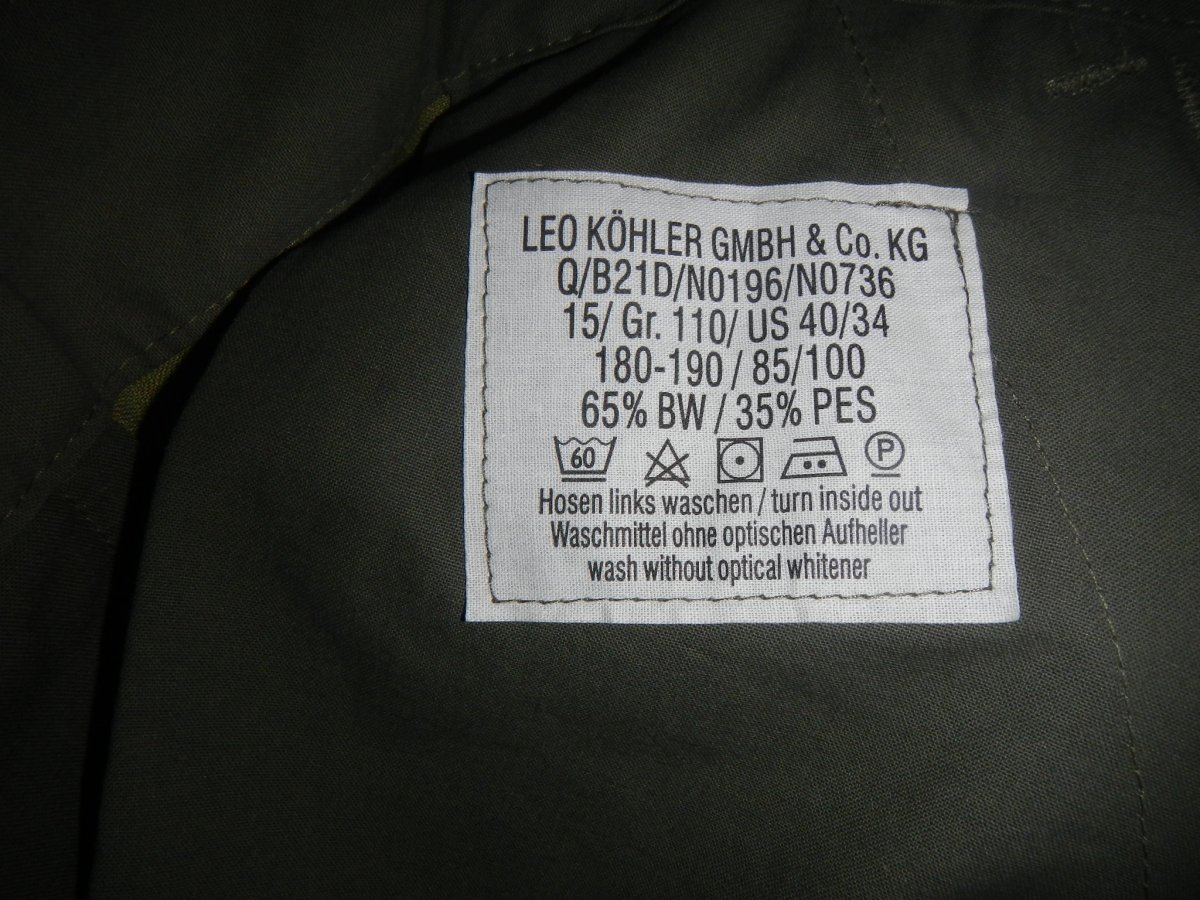 LEO KÖHLER GMBH & Co. KG
Q/B21D/N0196/N0736
15/ Gr. 110/ US 40/34
180-190 / 85/100
65% BW / 35% PES
60 P
Hosen links waschen / turn inside out
Waschmittel ohne optischen Aufheller
wash without optical whitener